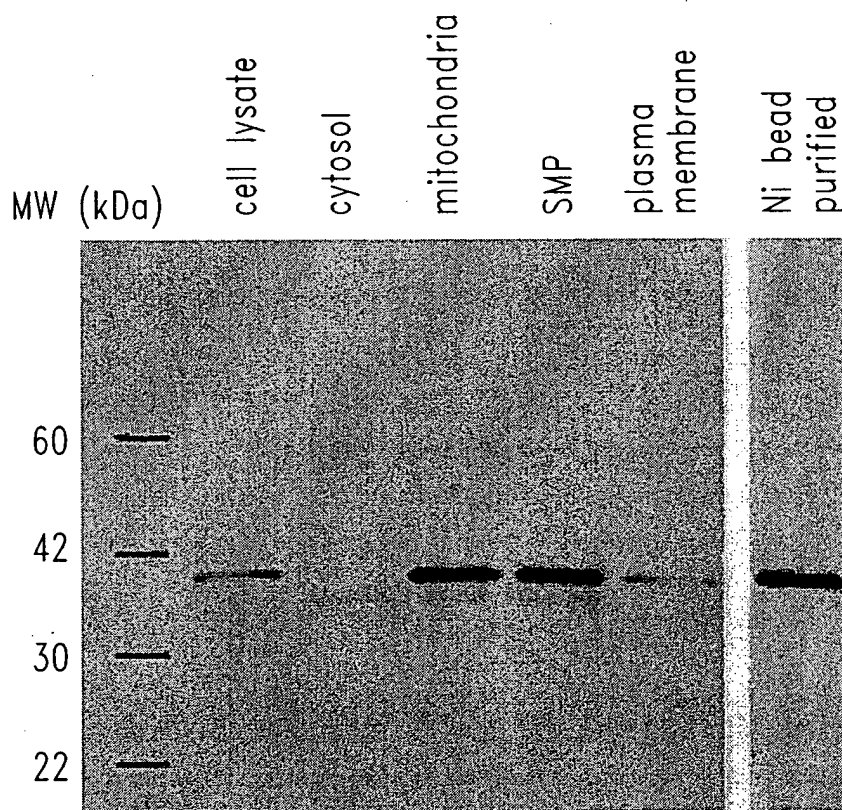 MW (kDa)
cell lysate
cytosol
mitochondria
SMP
plasma
membrane
Ni bead
purified
60
42
30
22